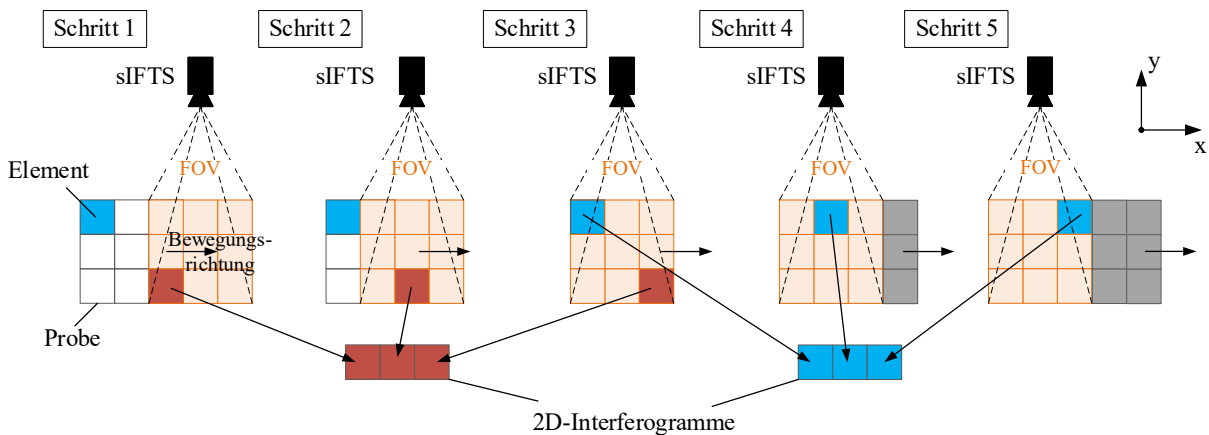 Schritt 1
Schritt 2
Schritt 3
Schritt 4
Schritt 5
sIFTS
sIFTS
sIFTS
sIFTS
sIFTS
y
x
FOV
FOV
FOV
FOV
FOV
Element
Bewegungs-
richtung
Probe
2D-Interferogramme